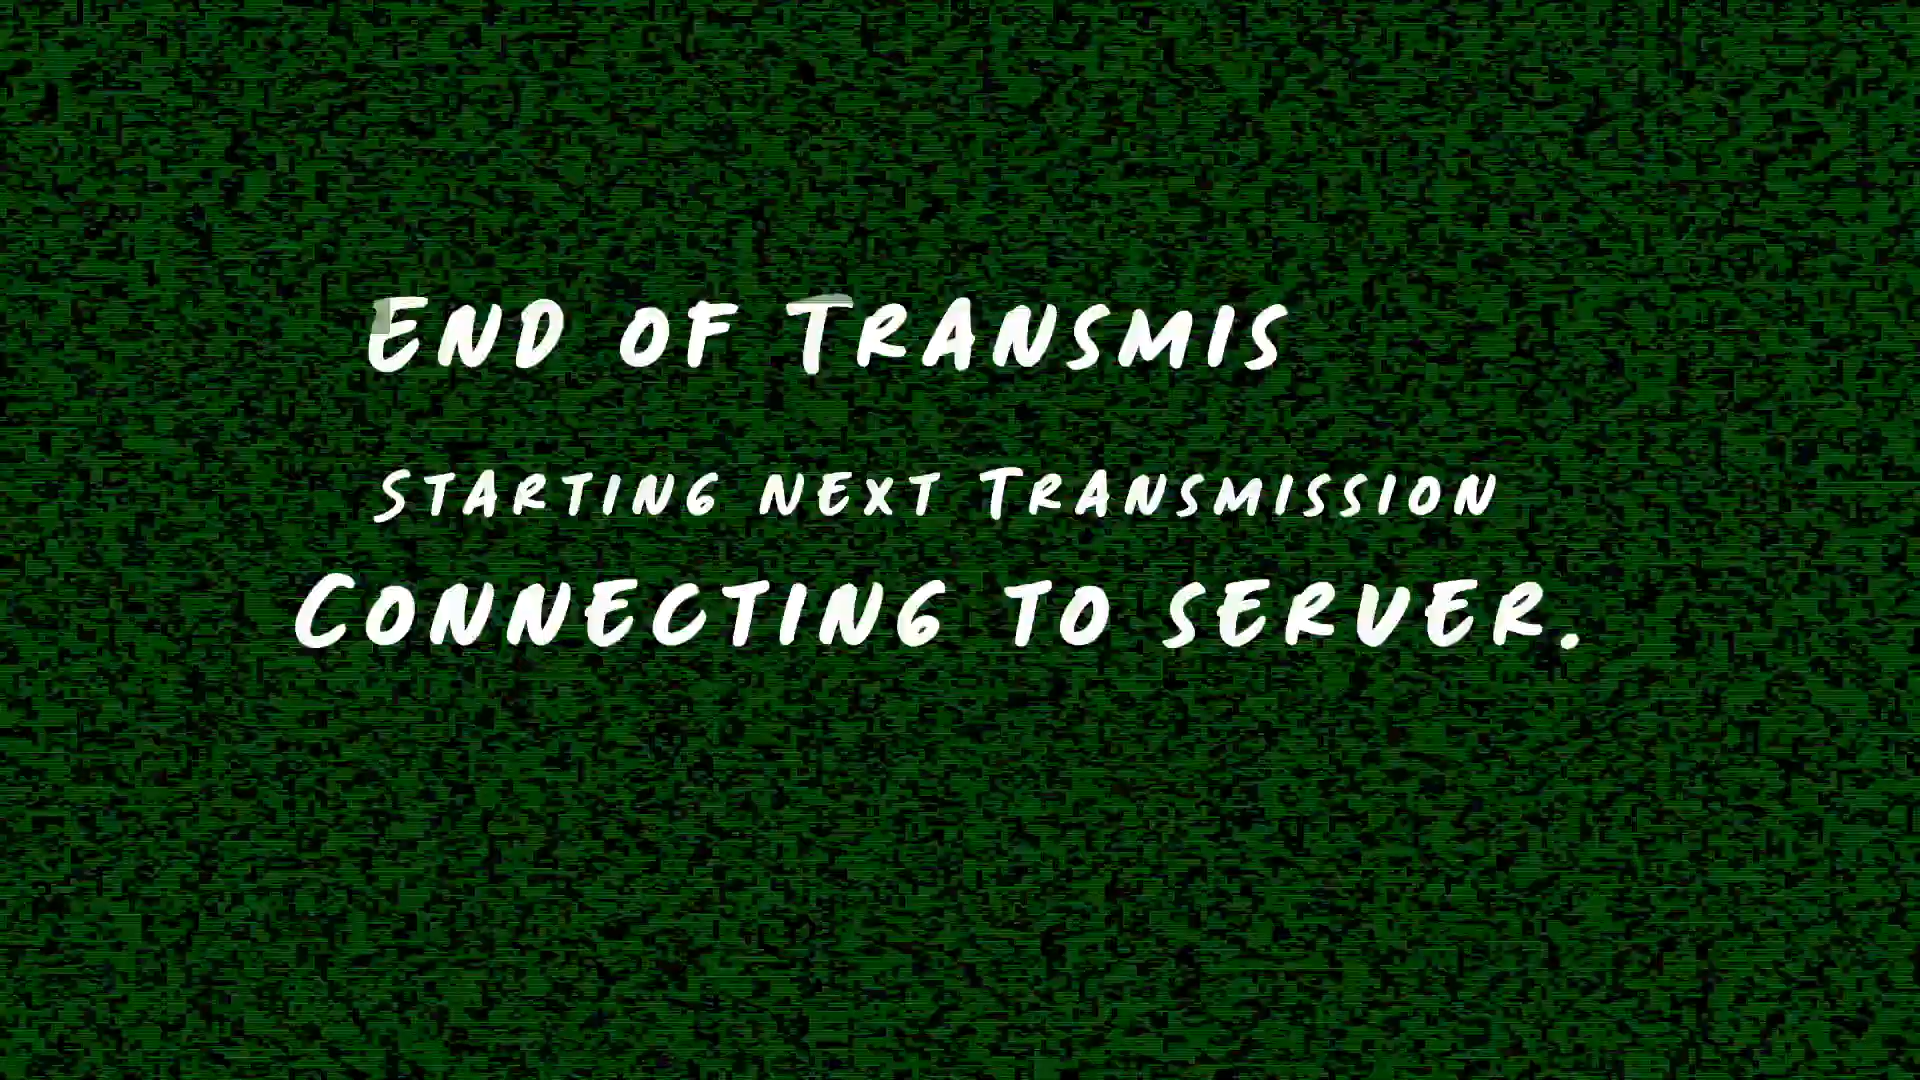 End of Transmis
Starting next Transmission
Connecting to server.